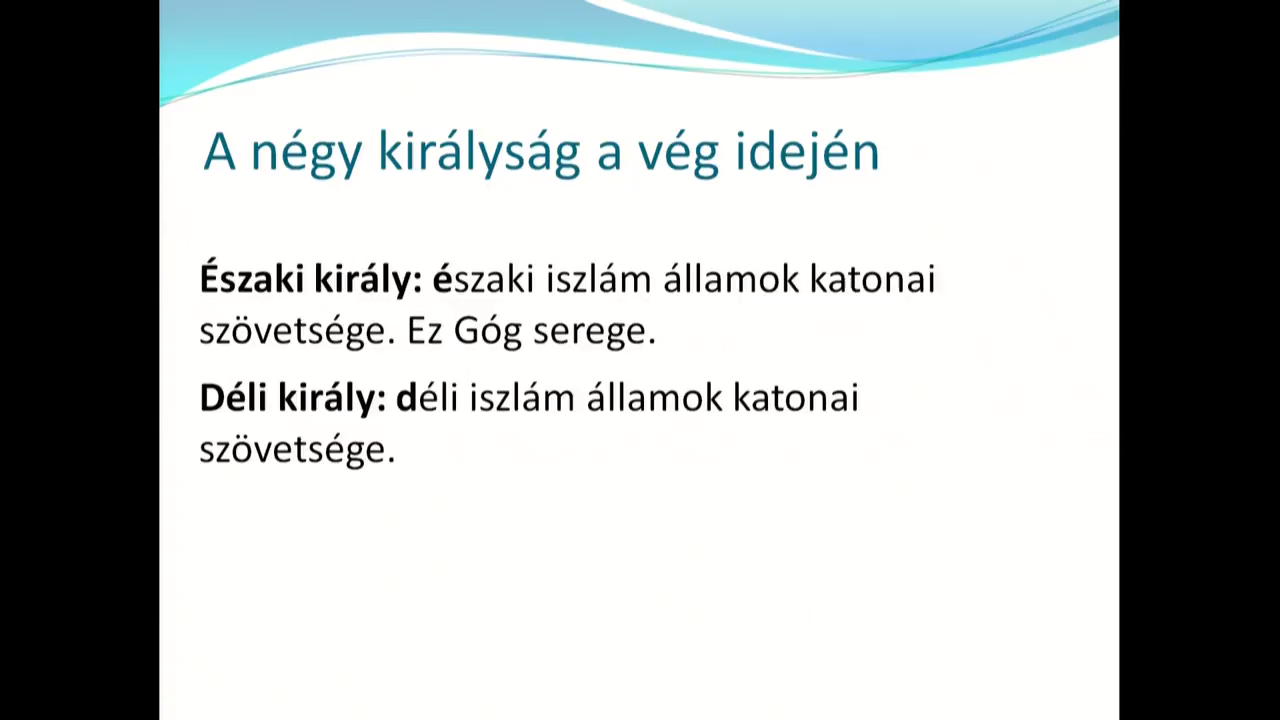 A négy királyság a vég idején
Északi király: északi iszlám államok katonai
szövetsége. Ez Góg serege.
Déli király: déli iszlám államok katonai
szövetsége.